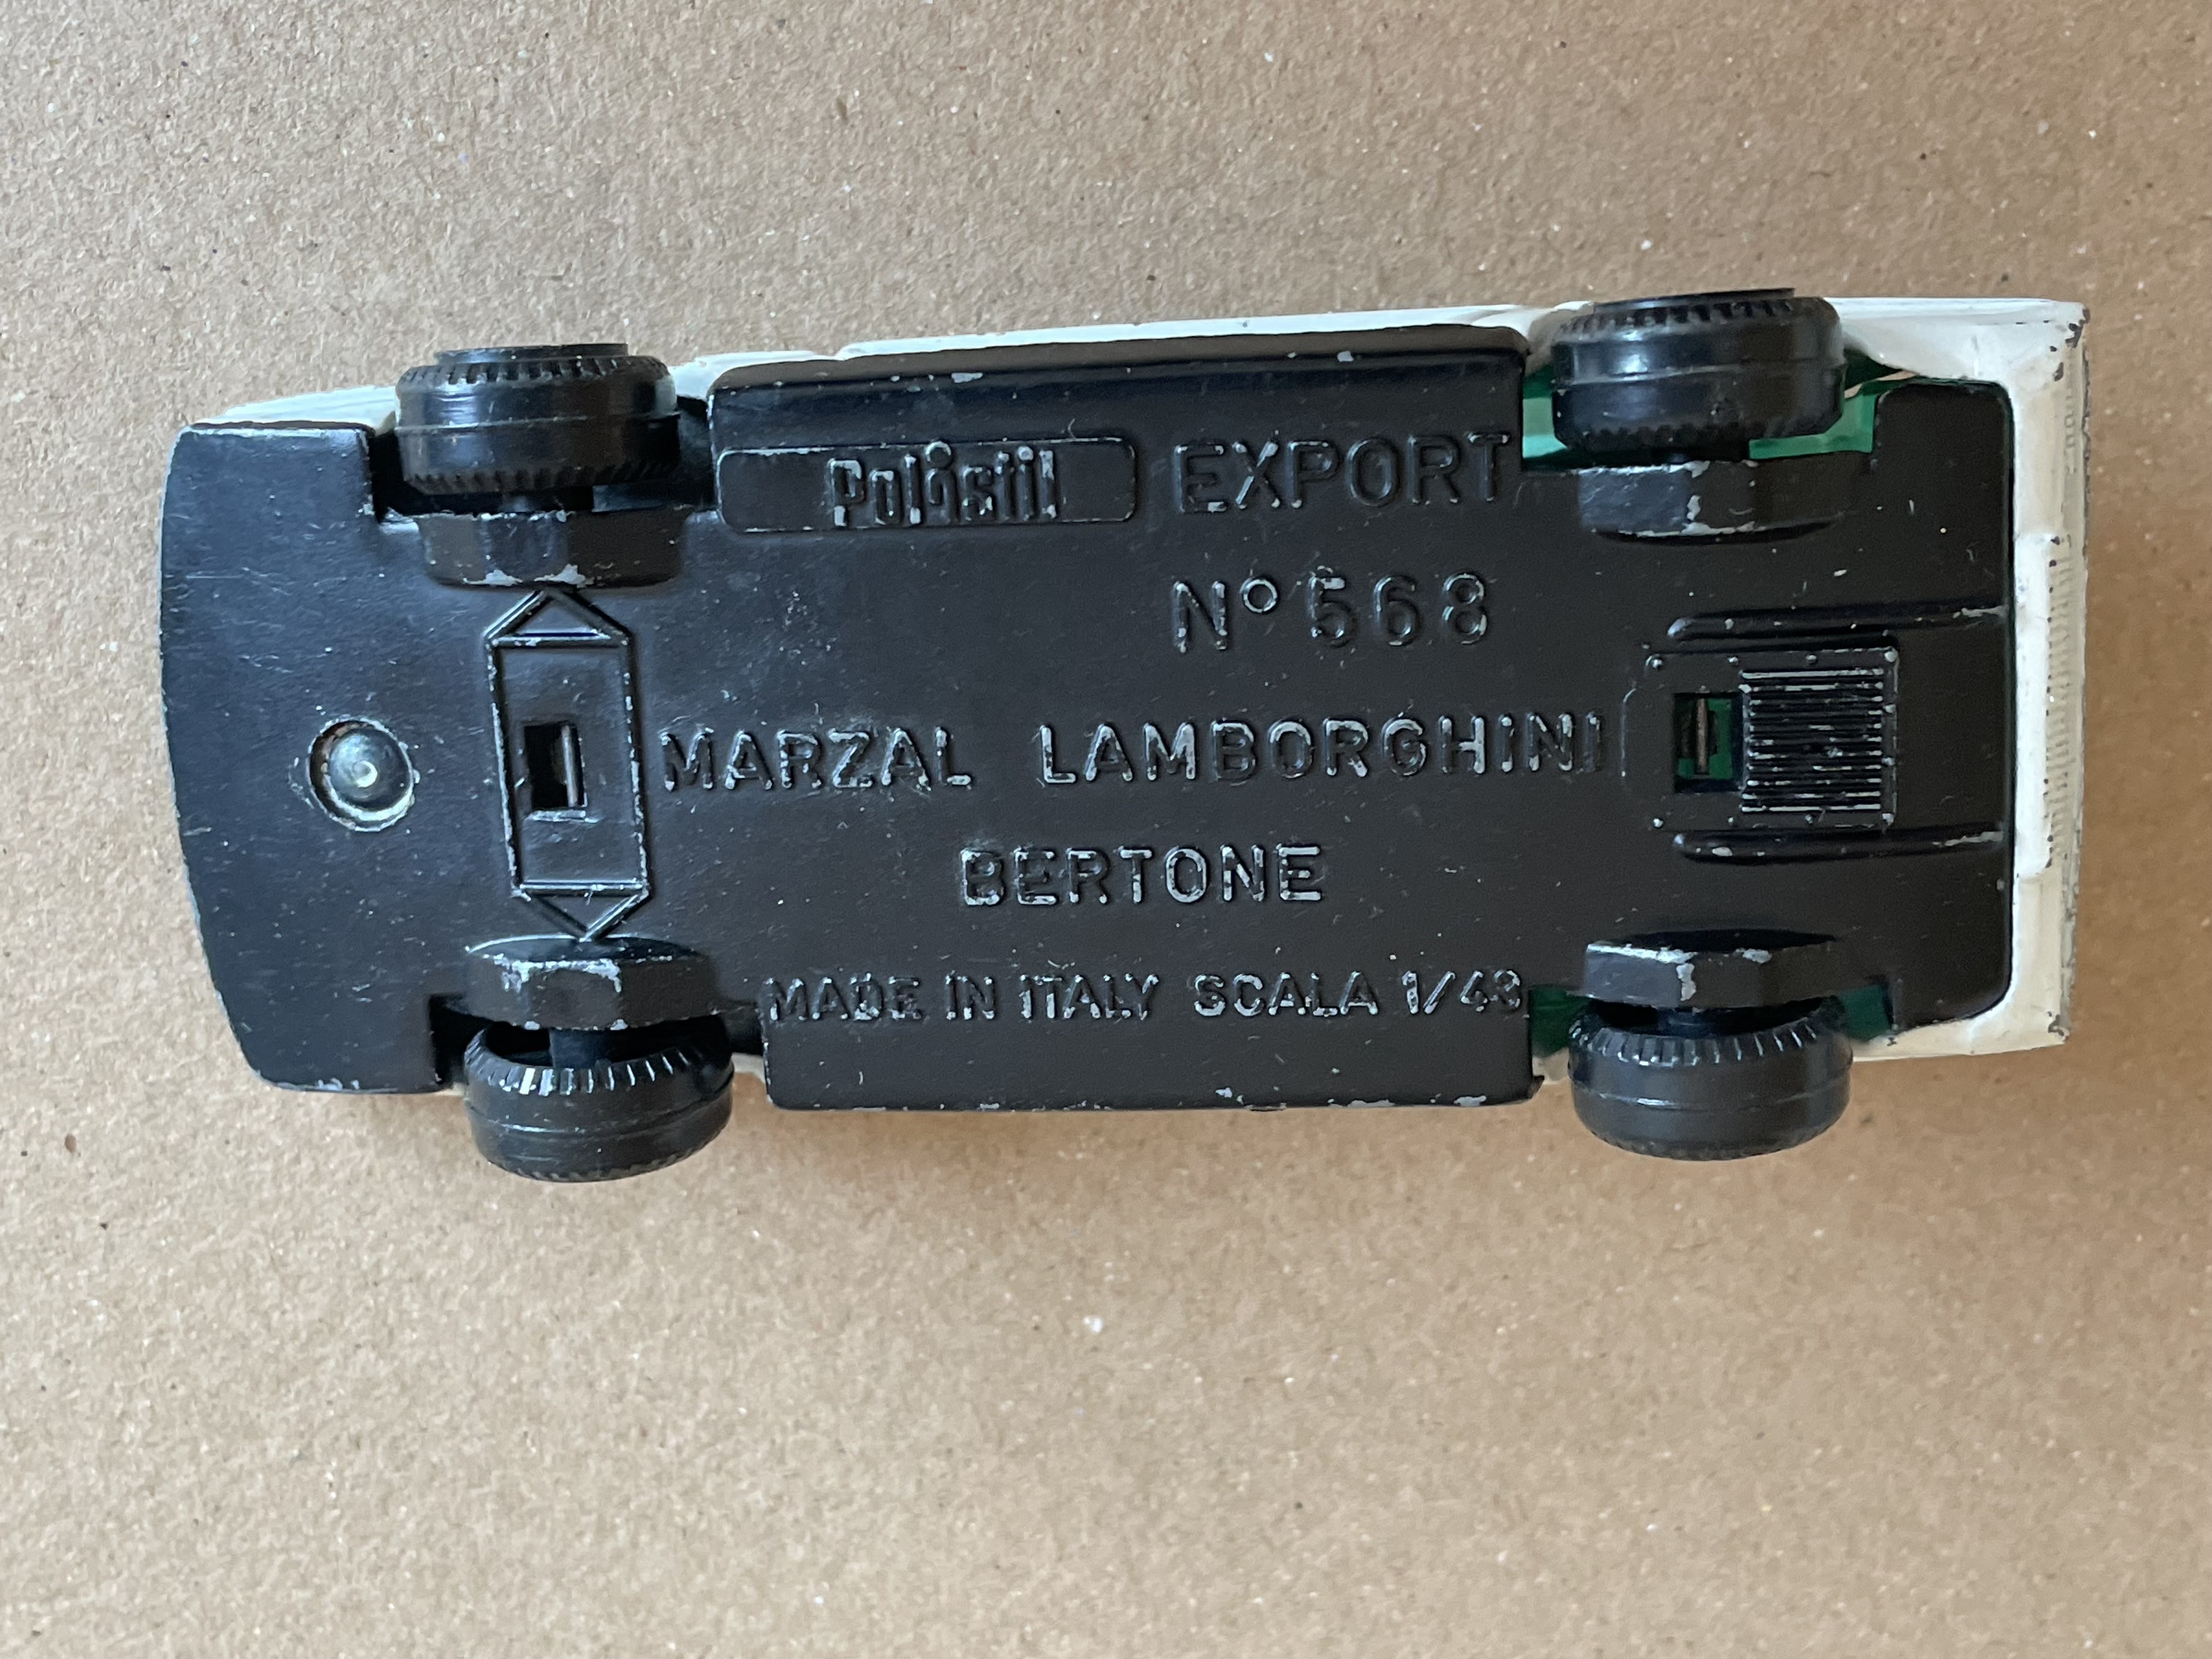 Polistil EXPORT
N° 568
MARZAL LAMBORGHINI
BERTONE
MADE IN ITALY SCALA 1/43